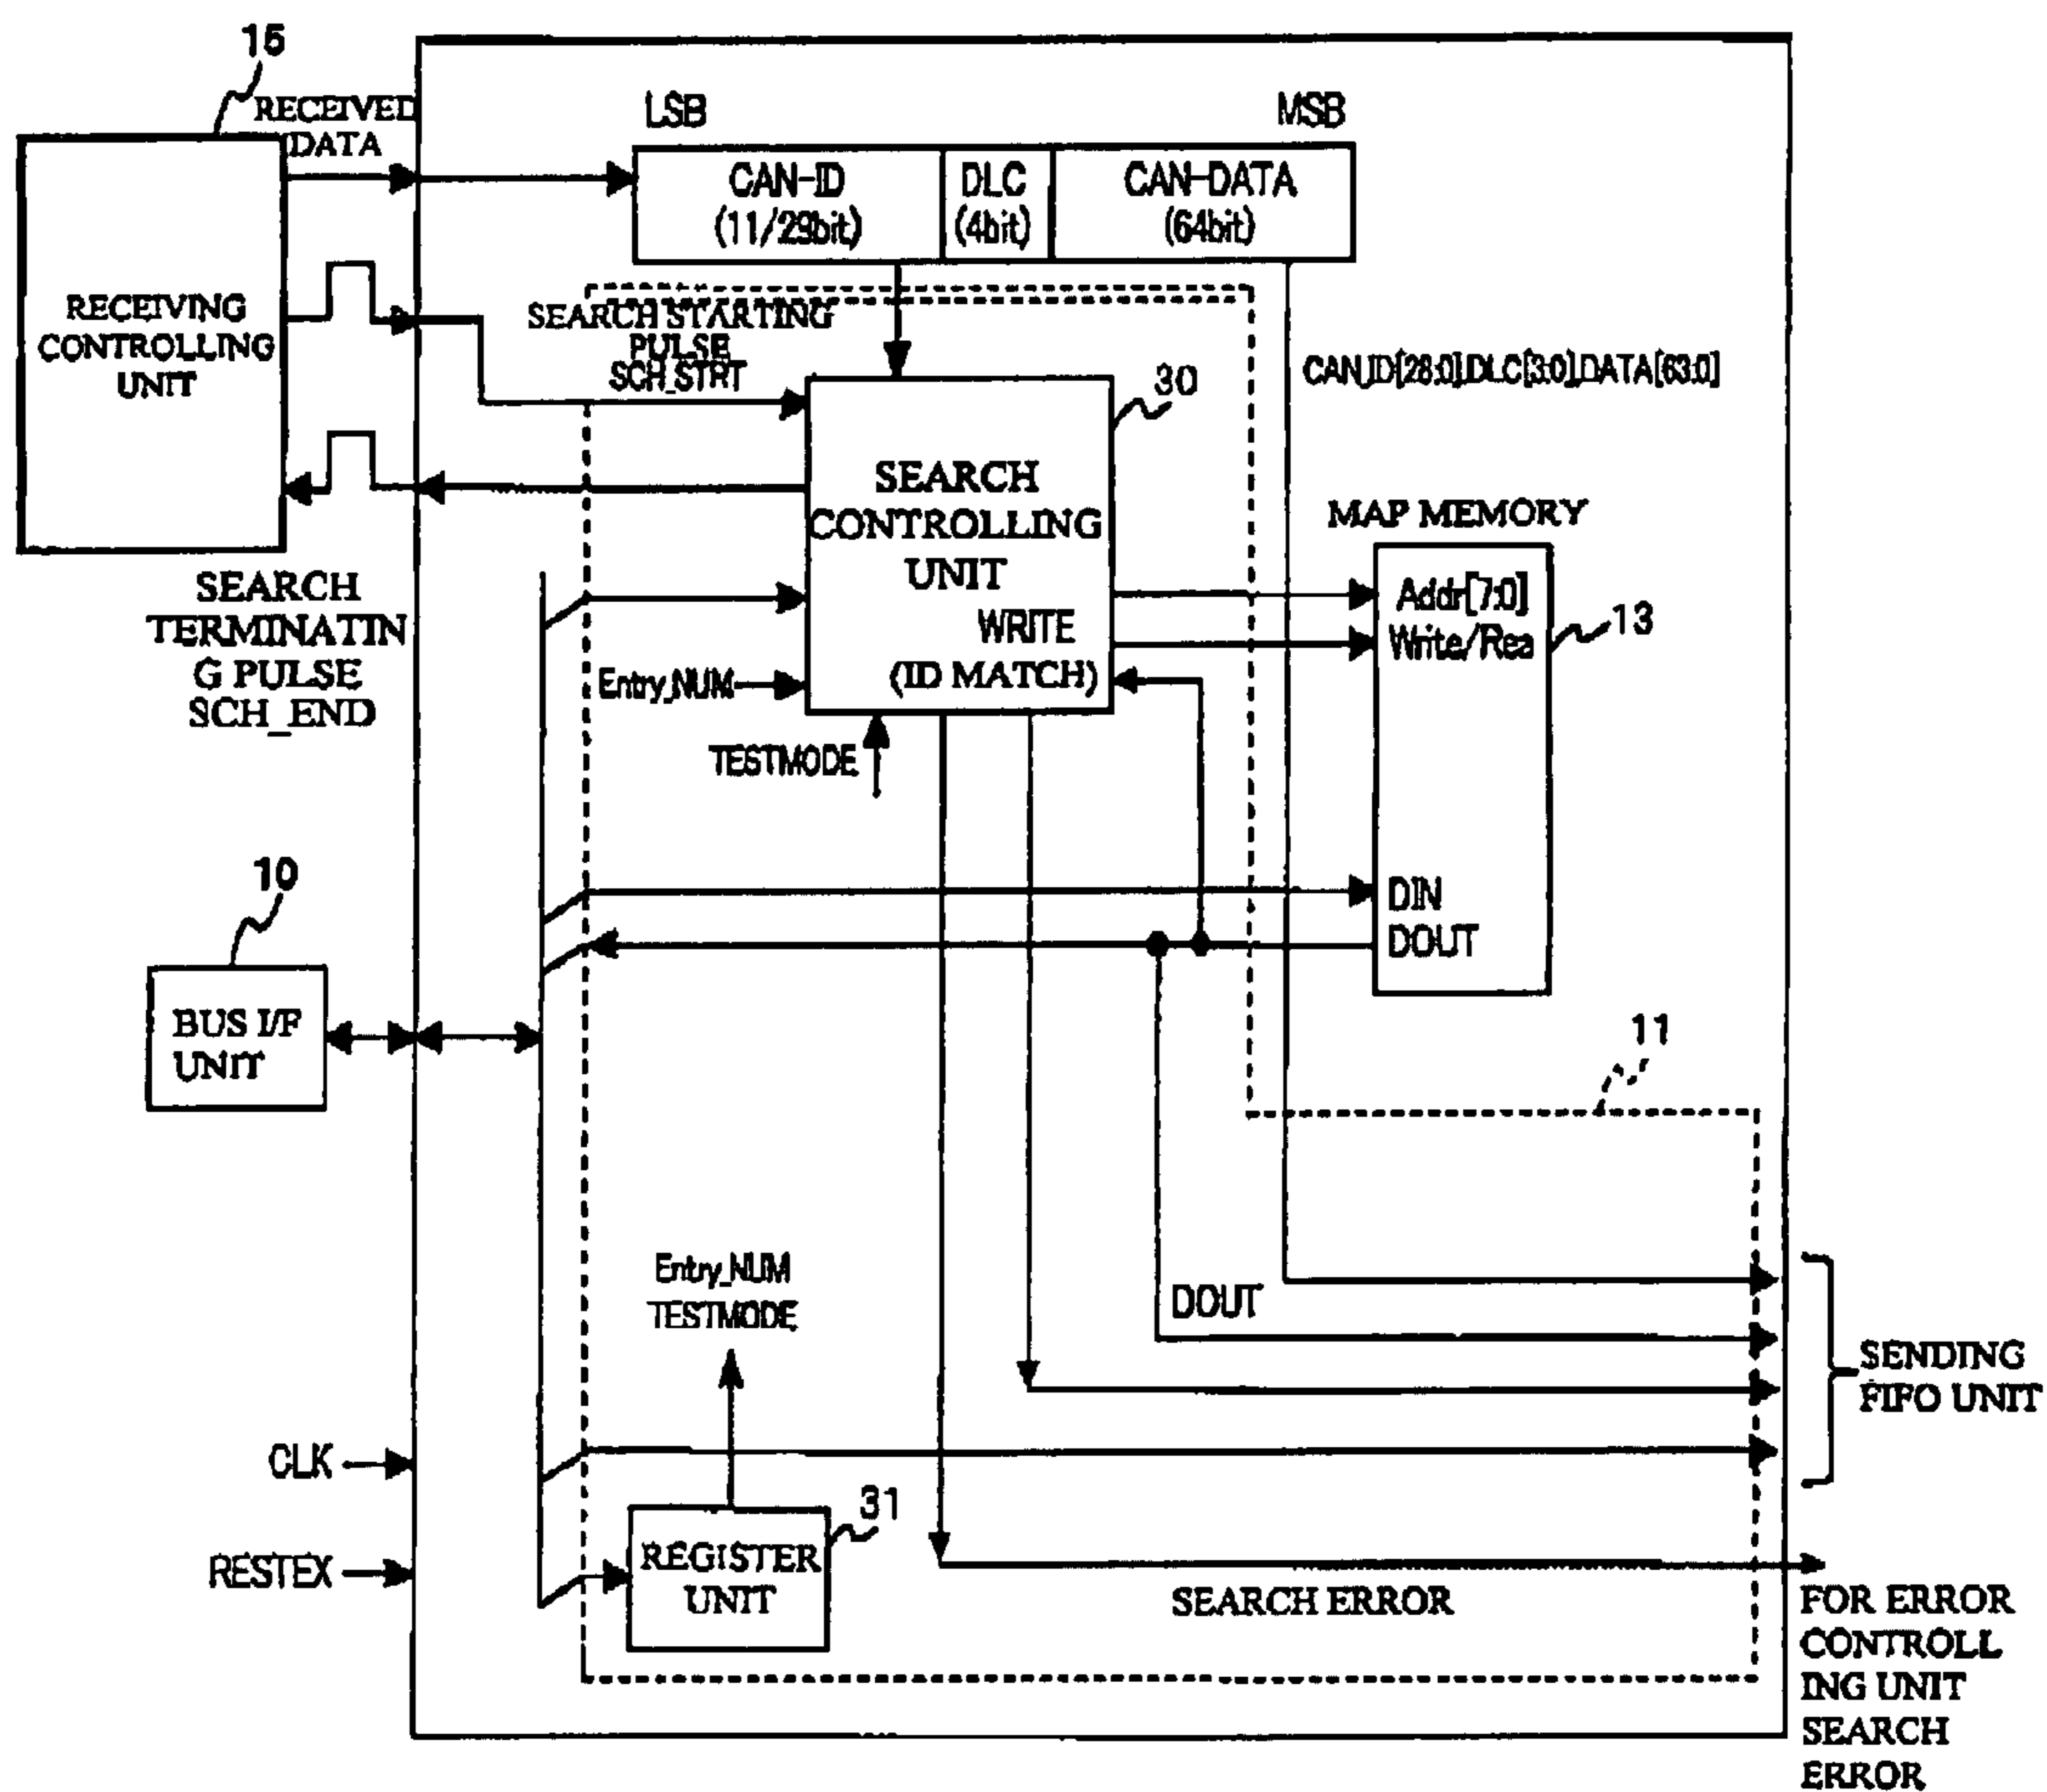 15
RECEIVED
DATA
LSB
MSB
CAN-ID
(11/29bit)
DLC
(4bit)
CAN-DATA
(64bit)
RECEIVING
CONTROLLING
UNIT
SEARCH STARTING
PULSE
SCH_STRT
CAN_ID[28:0],DLC[3:0],DATA[63:0]
30
SEARCH
CONTROLLING
UNIT
WRITE
(ID MATCH)
MAP MEMORY
Addr[7:0]
Write/Rea
13
SEARCH
TERMINATIN
G PULSE
SCH_END
Entry_NUM
TESTMODE
10
DIN
DOUT
BUS I/F
UNIT
11
Entry_NUM
TESTMODE
DOUT
SENDING
FIFO UNIT
CLK
31
REGISTER
UNIT
RESTEX
SEARCH ERROR
FOR ERROR
CONTROLL
ING UNIT
SEARCH
ERROR